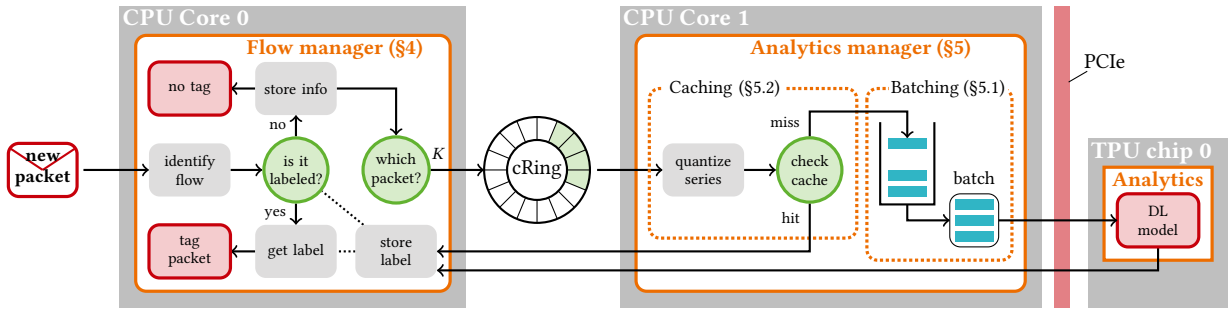 CPU Core 0
Flow manager (§4)
no tag
store info
no
new
packet
identify
flow
is it
labeled?
which
packet?
K
yes
tag
packet
get label
store
label
cRing
CPU Core 1
Analytics manager (§5)
Caching (§5.2)
Batching (§5.1)
miss
quantize
series
check
cache
hit
batch
PCIe
TPU chip 0
Analytics
DL
model